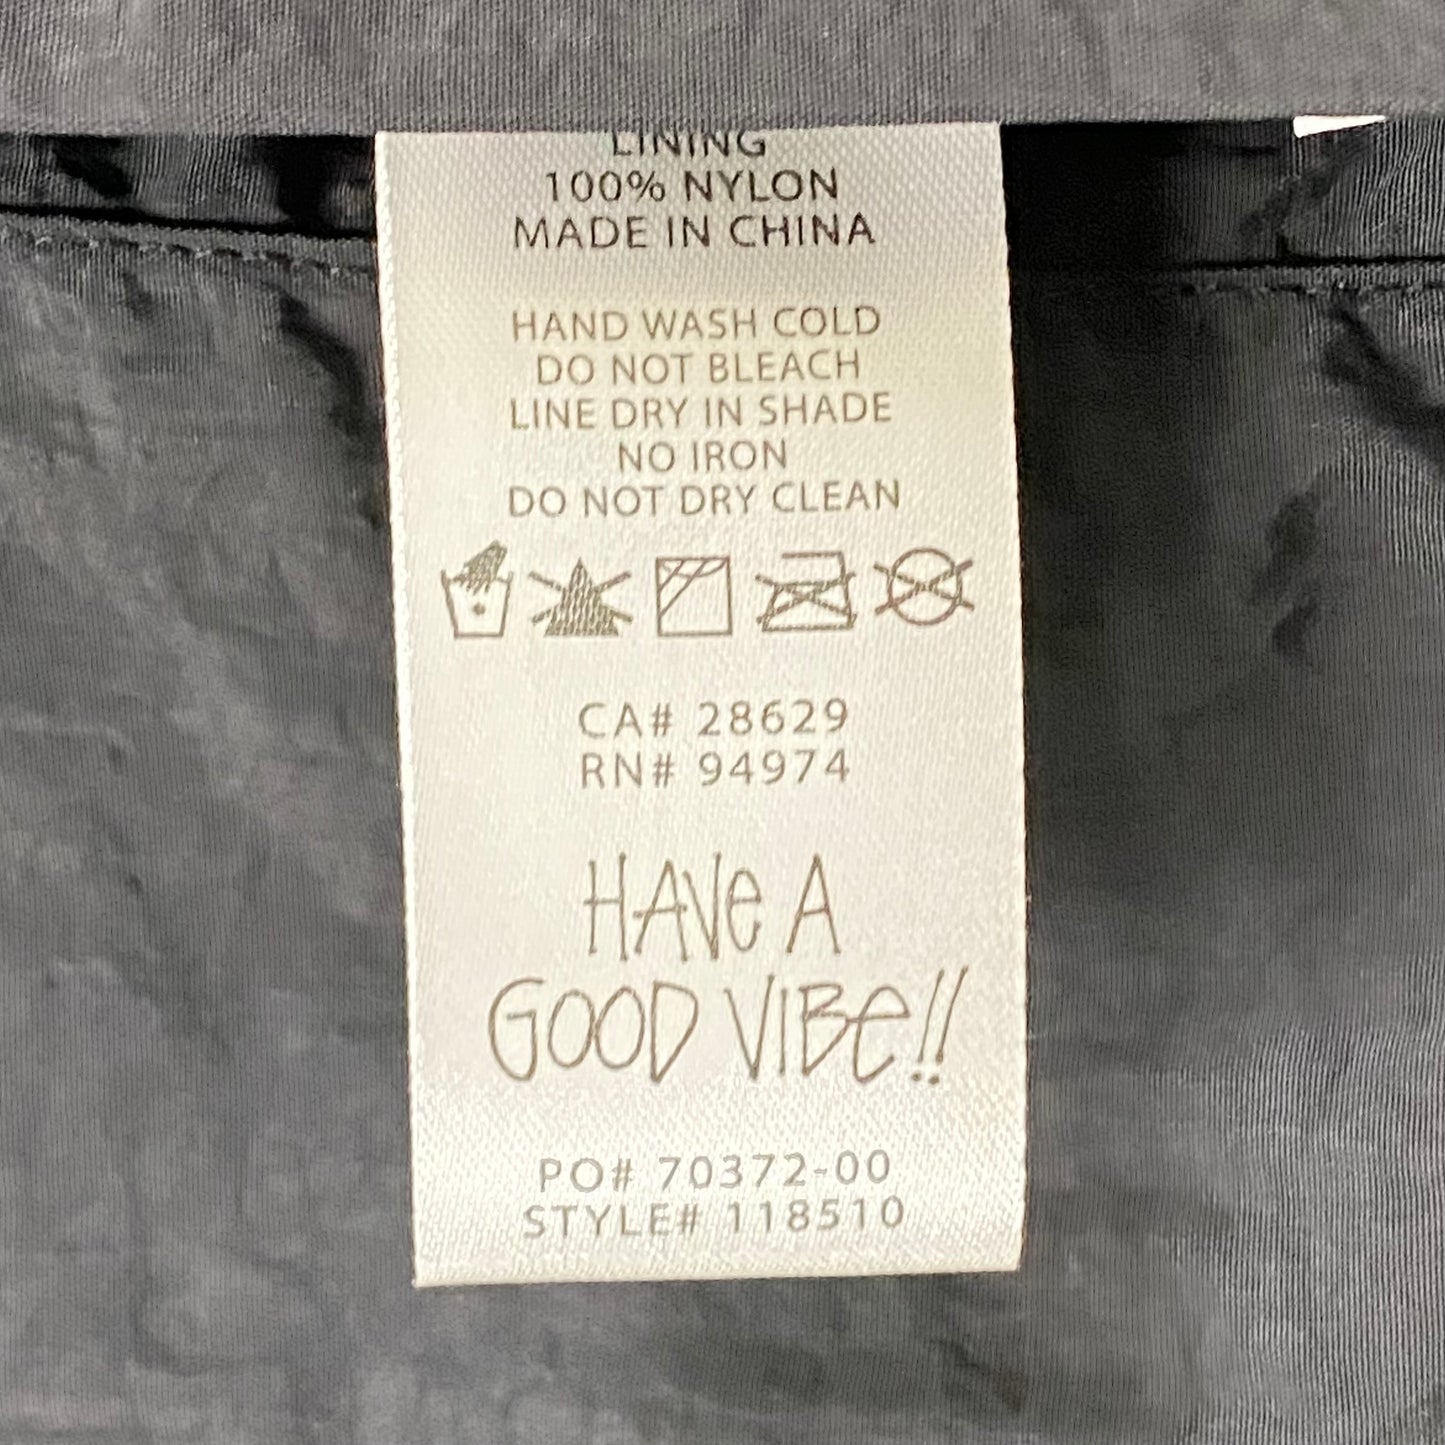 LINING
100% NYLON
MADE IN CHINA
HAND WASH COLD
DO NOT BLEACH
LINE DRY IN SHADE
NO IRON
DO NOT DRY CLEAN
CA# 28629
RN# 94974
HAVe A
GOOD VIBe!!
PO# 70372-00
STYLE# 118510